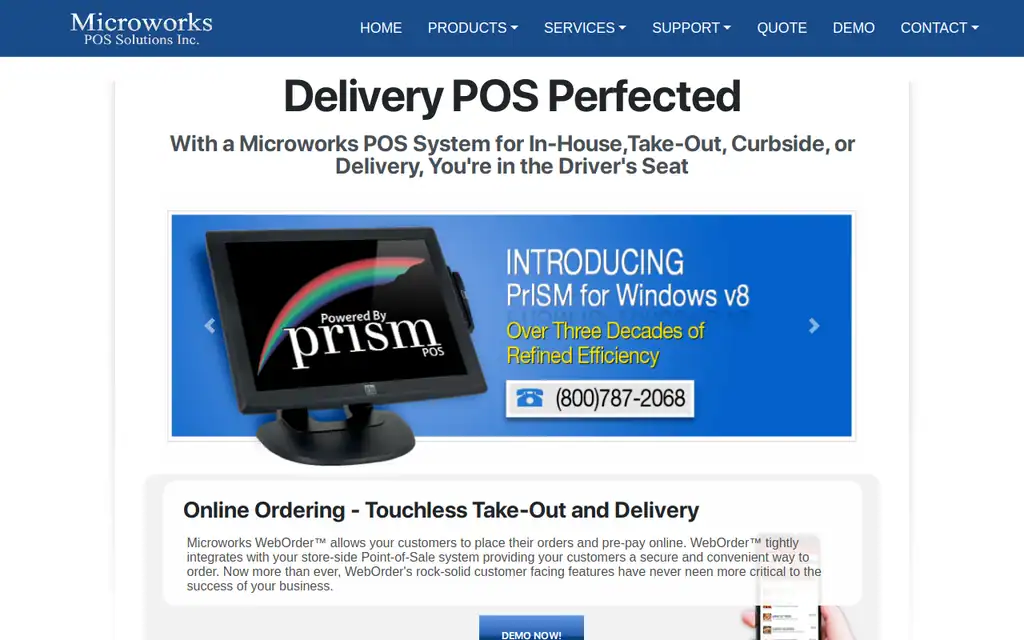 Microworks
POS Solutions Inc.
HOME
PRODUCTS
SERVICES
SUPPORT
QUOTE
DEMO
CONTACT
Delivery POS Perfected
With a Microworks POS System for In-House,Take-Out, Curbside, or
Delivery, You're in the Driver's Seat
Powered By
prism
POS
INTRODUCING
PrISM for Windows v8
Over Three Decades of
Refined Efficiency
(800)787-2068
Online Ordering - Touchless Take-Out and Delivery
Microworks WebOrder™ allows your customers to place their orders and pre-pay online. WebOrder™ tightly
integrates with your store-side Point-of-Sale system providing your customers a secure and convenient way to
order. Now more than ever, WebOrder's rock-solid customer facing features have never neen more critical to the
success of your business.
DEMO NOW!